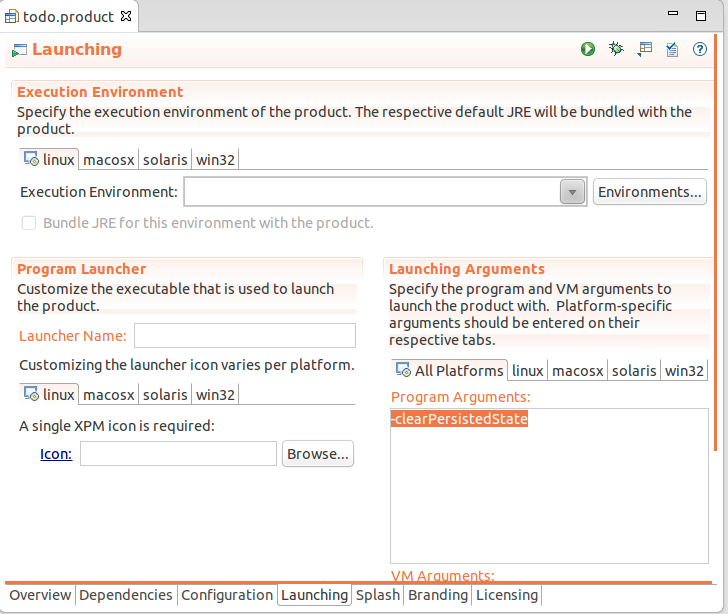 todo.product
Launching
Execution Environment
Specify the execution environment of the product. The respective default JRE will be bundled with the
product.
linux macosx solaris win32
Execution Environment: Environments...
Bundle JRE for this environment with the product.
Program Launcher
Customize the executable that is used to launch
the product.
Launcher Name:
Customizing the launcher icon varies per platform.
linux macosx solaris win32
A single XPM icon is required:
Icon: Browse...
Launching Arguments
Specify the program and VM arguments to
launch the product with.  Platform-specific
arguments should be entered on their
respective tabs.
All Platforms linux macosx solaris win32
Program Arguments:
-clearPersistedState
VM Arguments:
Overview Dependencies Configuration Launching Splash Branding Licensing